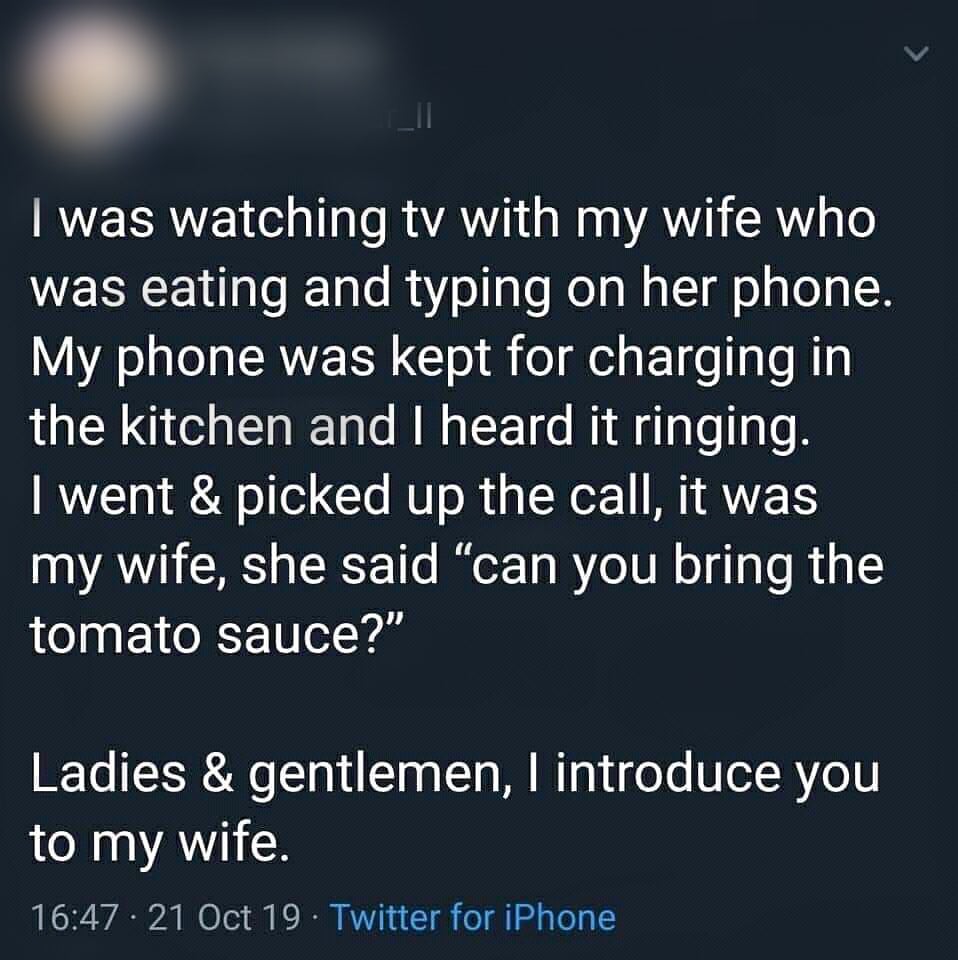 I was watching tv with my wife who
was eating and typing on her phone.
My phone was kept for charging in
the kitchen and I heard it ringing.
I went & picked up the call, it was
my wife, she said “can you bring the
tomato sauce?”
Ladies & gentlemen, I introduce you
to my wife.
16:47 · 21 Oct 19 · Twitter for iPhone